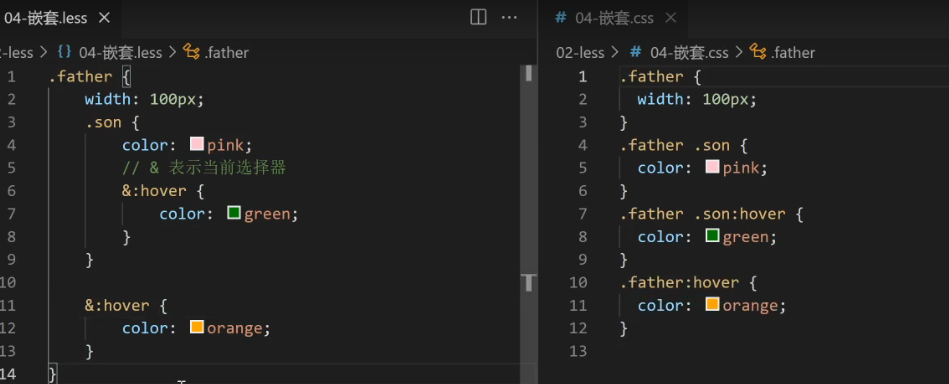 04-嵌套.less ×
-less > {} 04-嵌套.less > .father
1 .father {
2     width: 100px;
3     .son {
4         color: pink;
5         // & 表示当前选择器
6         &:hover {
7             color: green;
8         }
9     }
10
11     &:hover {
12         color: orange;
13     }
14 }
# 04-嵌套.css ×
02-less > # 04-嵌套.css > .father
1 .father {
2   width: 100px;
3 }
4 .father .son {
5   color: pink;
6 }
7 .father .son:hover {
8   color: green;
9 }
10 .father:hover {
11   color: orange;
12 }
13